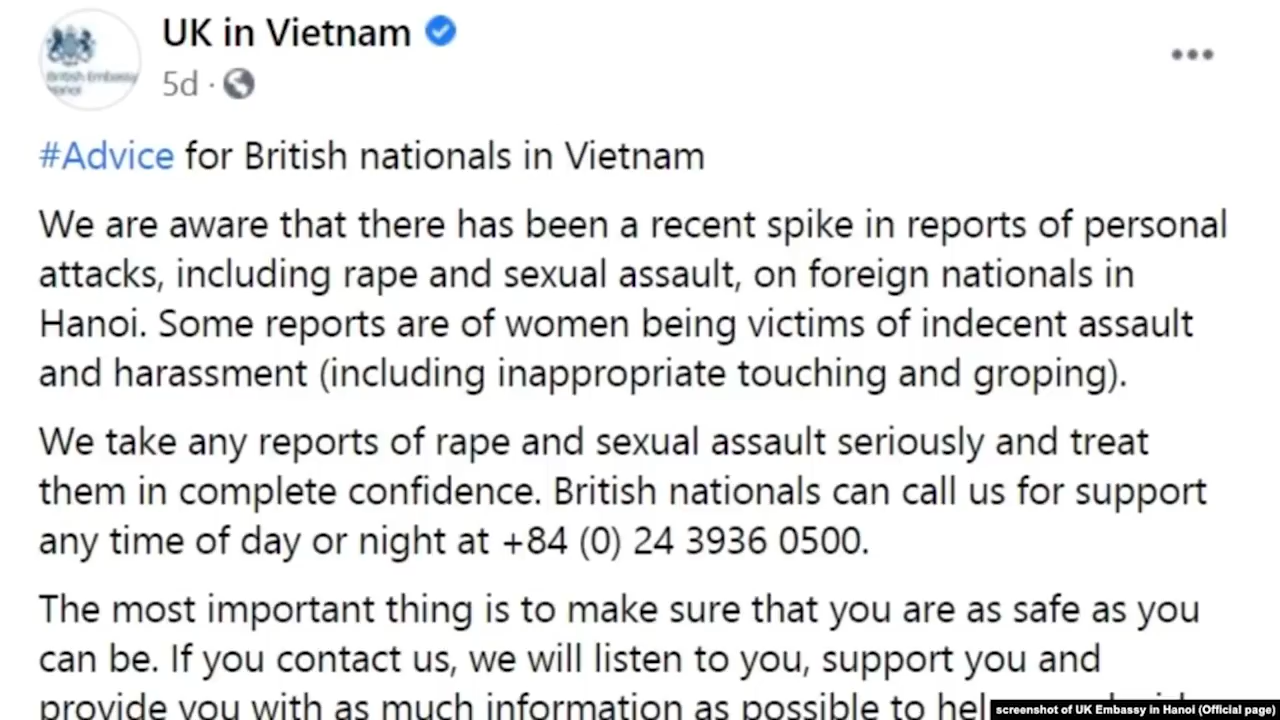 UK in Vietnam
5d
British Embassy
Hanoi
#Advice for British nationals in Vietnam
We are aware that there has been a recent spike in reports of personal
attacks, including rape and sexual assault, on foreign nationals in
Hanoi. Some reports are of women being victims of indecent assault
and harassment (including inappropriate touching and groping).
We take any reports of rape and sexual assault seriously and treat
them in complete confidence. British nationals can call us for support
any time of day or night at +84 (0) 24 3936 0500.
The most important thing is to make sure that you are as safe as you
can be. If you contact us, we will listen to you, support you and
provide you with as much information as possible to
screenshot of UK Embassy in Hanoi (Official page)